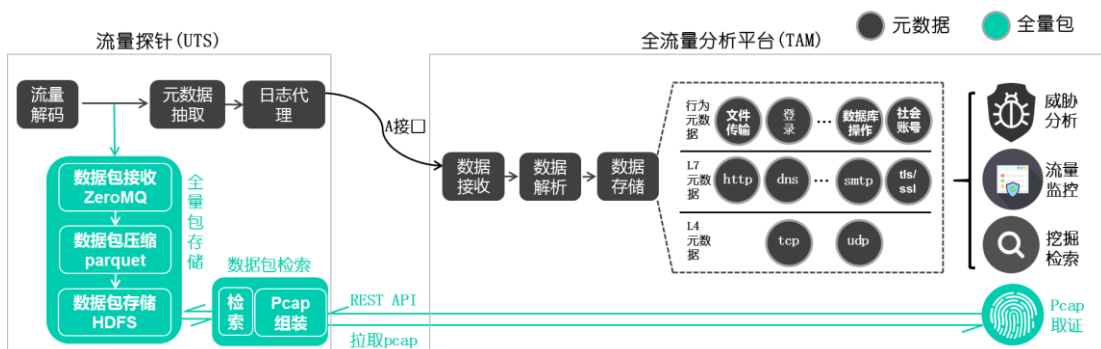 元数据
全量包
流量探针(UTS)
全流量分析平台(TAM)
流量
解码
元数据
抽取
日志代
理
A接口
数据包接收
ZeroMQ
数据包压缩
parquet
数据包存储
HDFS
全量包存储
数据包检索
检索
Pcap
组装
REST API
拉取pcap
数据
接收
数据
解析
数据
存储
行为
元数
据
文件
传输
登
录
...
数据库
操作
社会
账号
L7
元数
据
http
dns
...
smtp
tls/
ssl
L4
元数
据
tcp
udp
威胁
分析
流量
监控
挖掘
检索
Pcap
取证